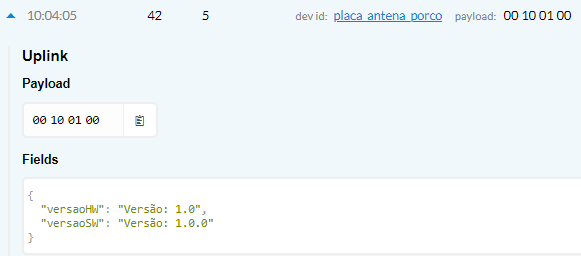 10:04:05 42 5 dev id: placa_antena_porco payload: 00 10 01 00
Uplink
Payload
00 10 01 00
Fields
{
"versaoHW": "Versão: 1.0",
"versaoSW": "Versão: 1.0.0"
}